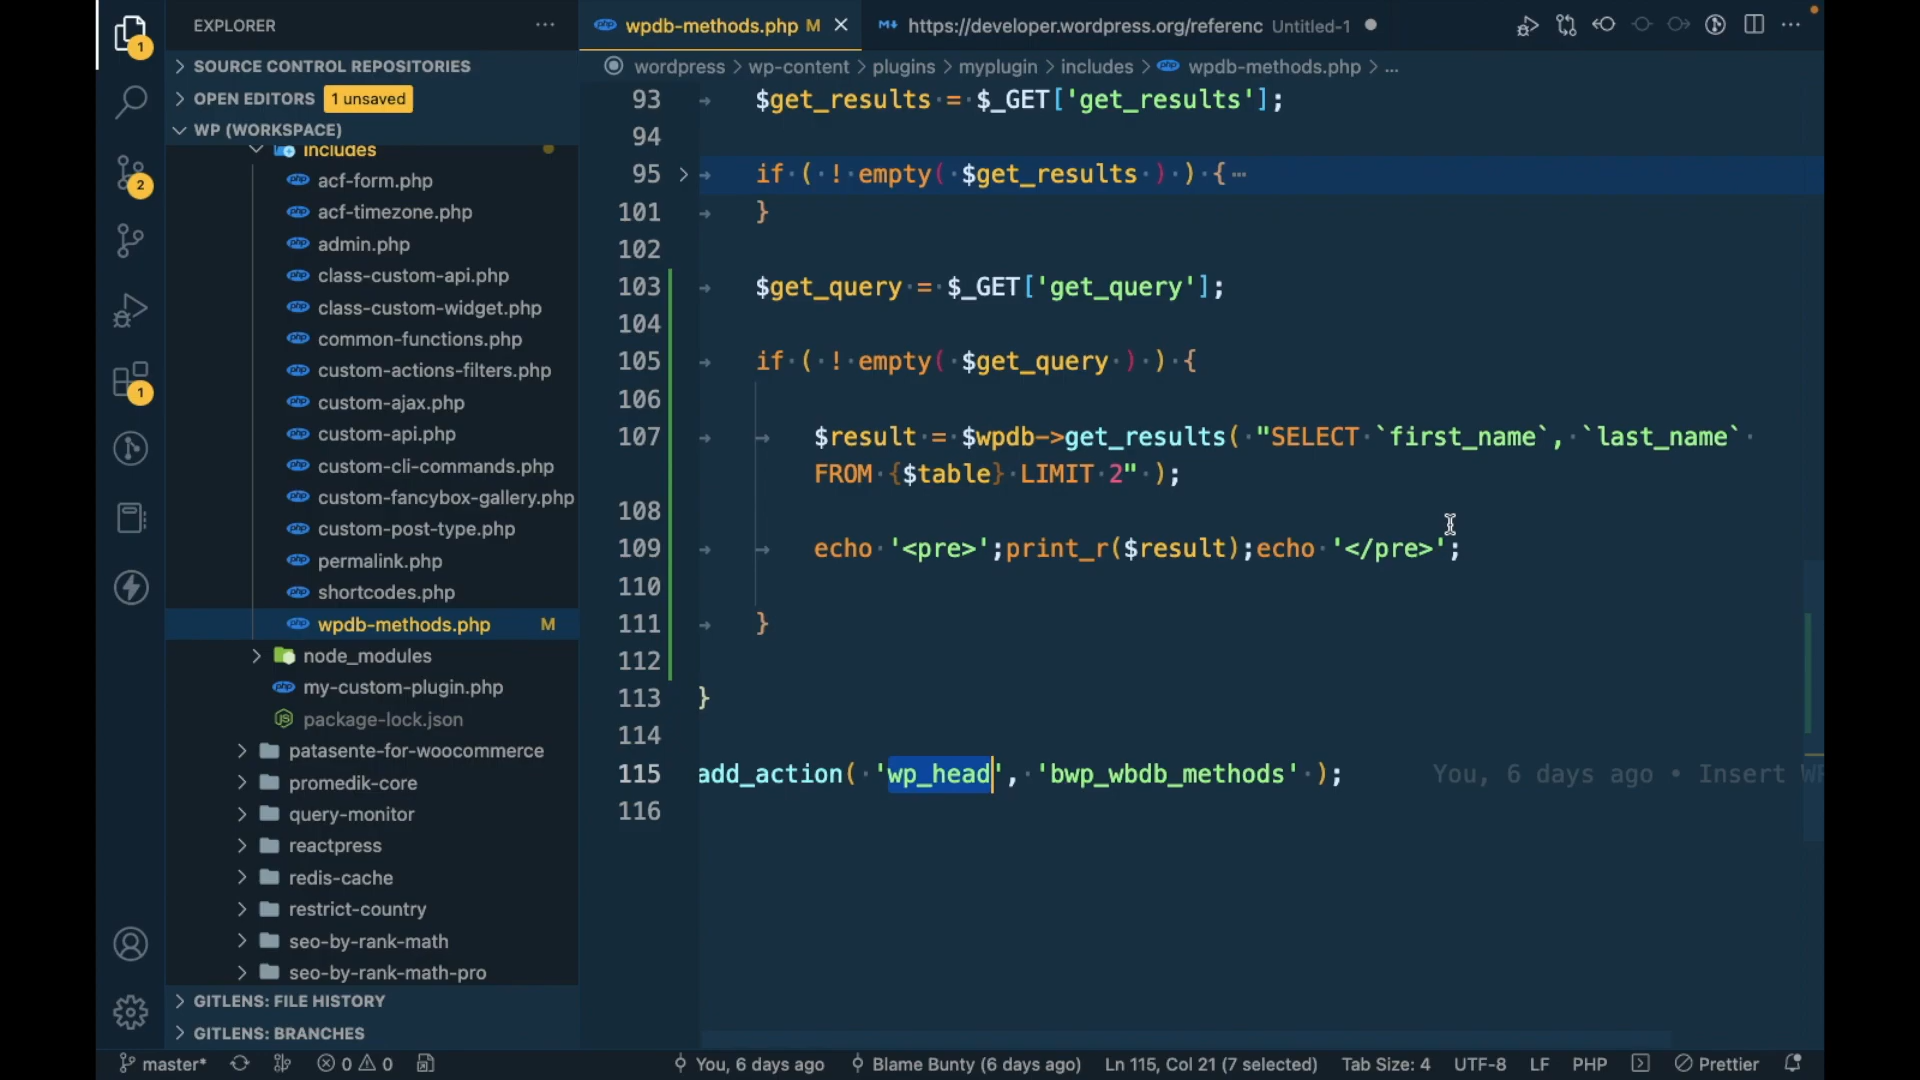 EXPLORER
wpdb-methods.php M
https://developer.wordpress.org/referenc Untitled-1
SOURCE CONTROL REPOSITORIES
OPEN EDITORS 1 unsaved
WP (WORKSPACE)
includes
acf-form.php
acf-timezone.php
admin.php
class-custom-api.php
class-custom-widget.php
common-functions.php
custom-actions-filters.php
custom-ajax.php
custom-api.php
custom-cli-commands.php
custom-fancybox-gallery.php
custom-post-type.php
permalink.php
shortcodes.php
wpdb-methods.php M
node_modules
my-custom-plugin.php
package-lock.json
patasente-for-woocommerce
promedik-core
query-monitor
reactpress
redis-cache
restrict-country
seo-by-rank-math
seo-by-rank-math-pro
GITLENS: FILE HISTORY
GITLENS: BRANCHES
1
2
1
wordpress > wp-content > plugins > myplugin > includes > wpdb-methods.php > ...
93 $get_results = $_GET['get_results'];
94
95 if ( ! empty( $get_results ) ) {
101 }
102
103 $get_query = $_GET['get_query'];
104
105 if ( ! empty( $get_query ) ) {
106
107 $result = $wpdb->get_results( "SELECT `first_name`, `last_name`
FROM {$table} LIMIT 2" );
108
109 echo '<pre>';print_r($result);echo '</pre>';
110
111 }
112
113 }
114
115 add_action( 'wp_head', 'bwp_wbdb_methods' ); You, 6 days ago • Insert
116
master* 0 0 You, 6 days ago Blame Bunty (6 days ago) Ln 115, Col 21 (7 selected) Tab Size: 4 UTF-8 LF PHP Prettier